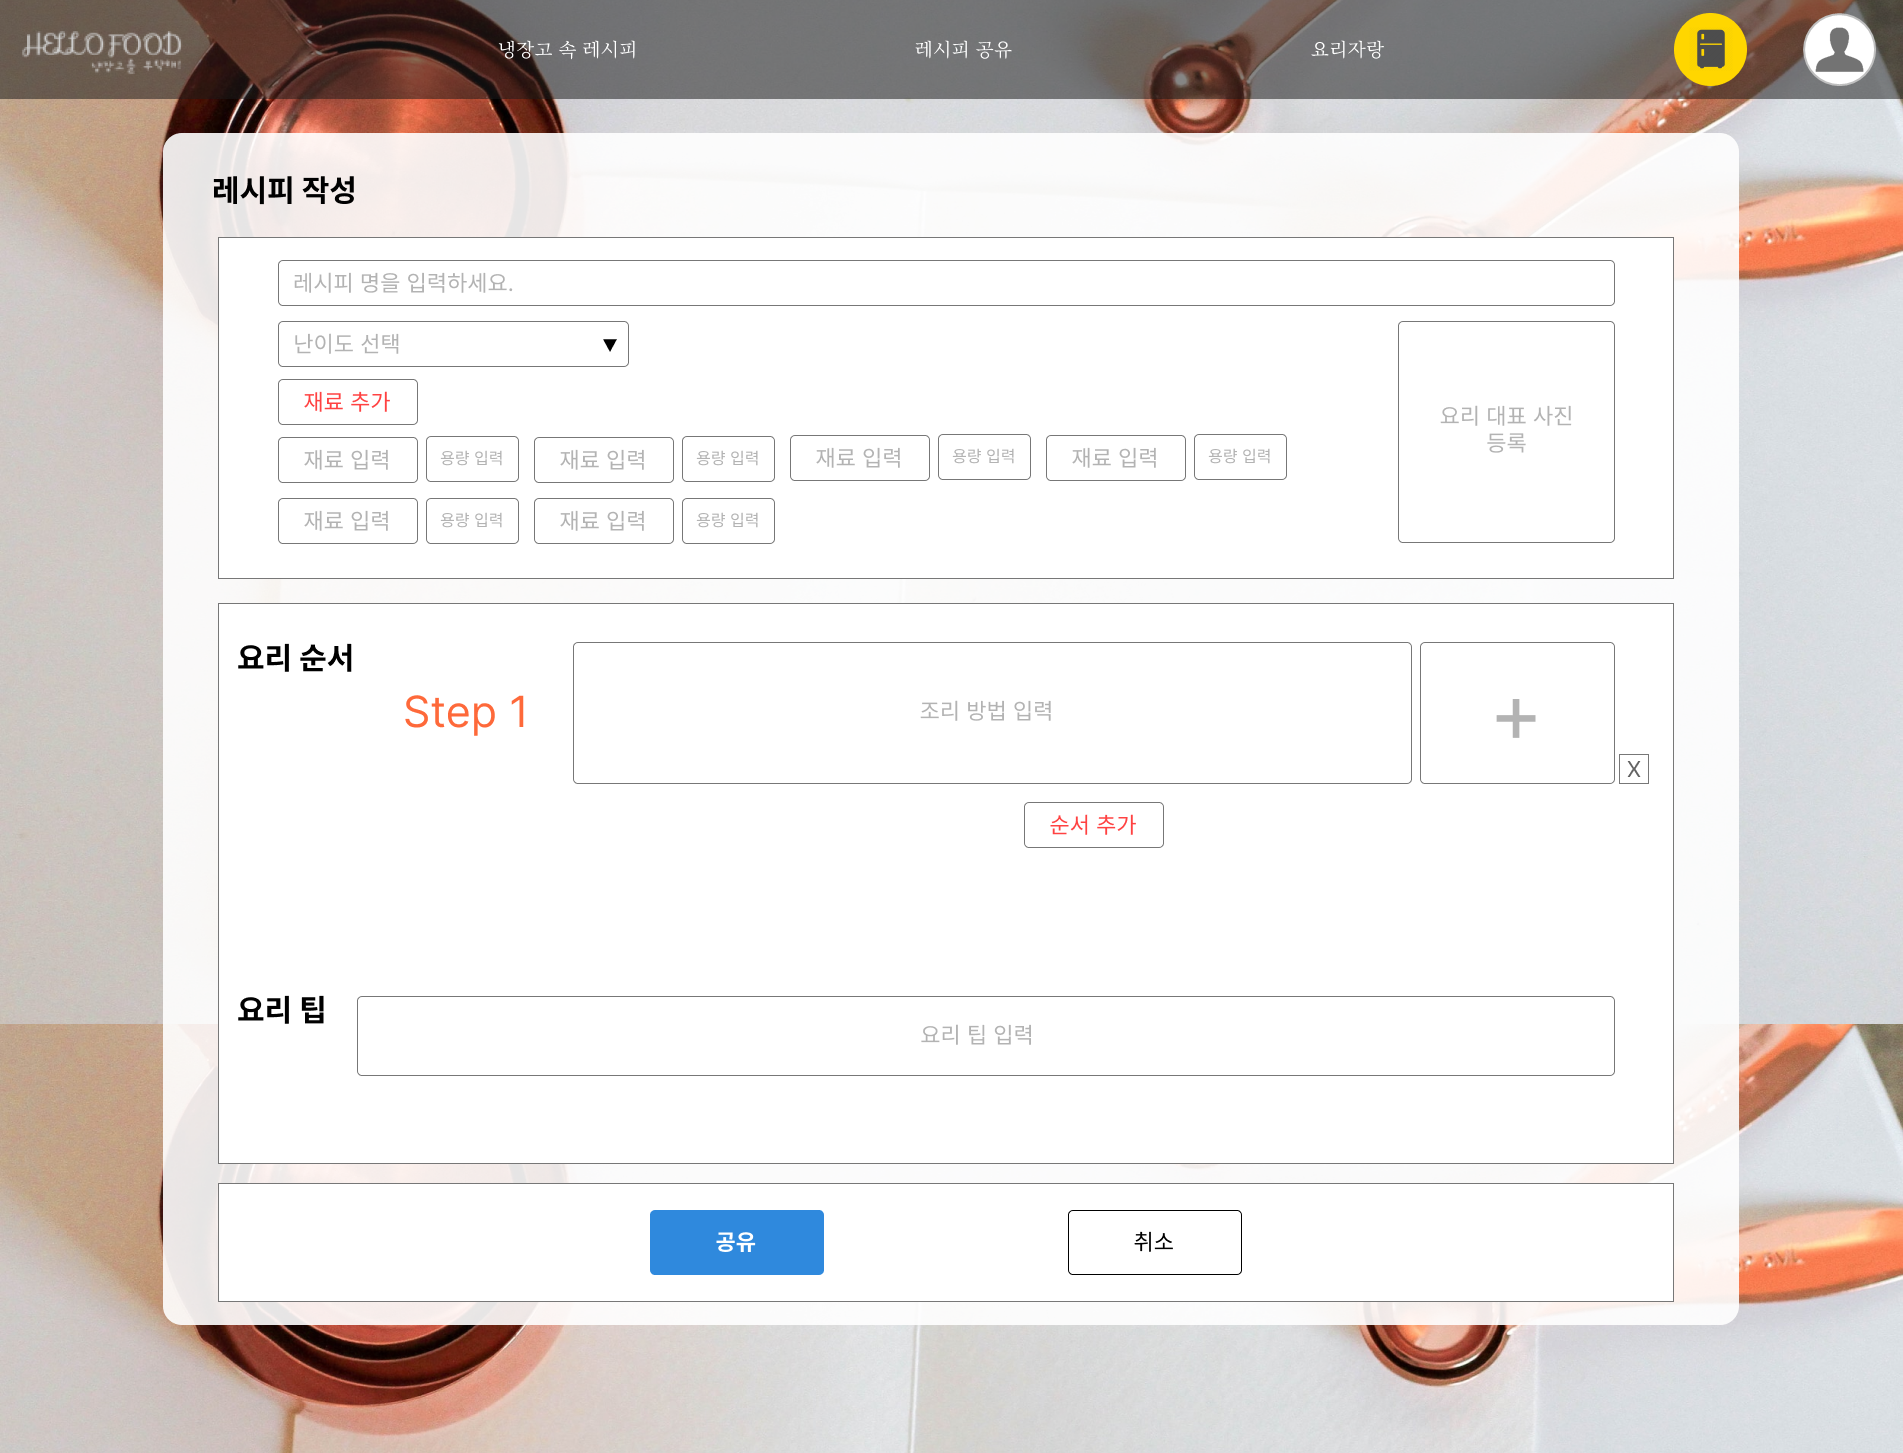 HELLO FOOD
냉장고를 부탁해!
냉장고 속 레시피
레시피 공유
요리자랑
레시피 작성
레시피 명을 입력하세요.
난이도 선택 ▼
재료 추가
재료 입력 용량 입력 재료 입력 용량 입력 재료 입력 용량 입력 재료 입력 용량 입력
재료 입력 용량 입력 재료 입력 용량 입력
요리 대표 사진
등록
요리 순서
Step 1
조리 방법 입력
+
X
순서 추가
요리 팁
요리 팁 입력
공유
취소